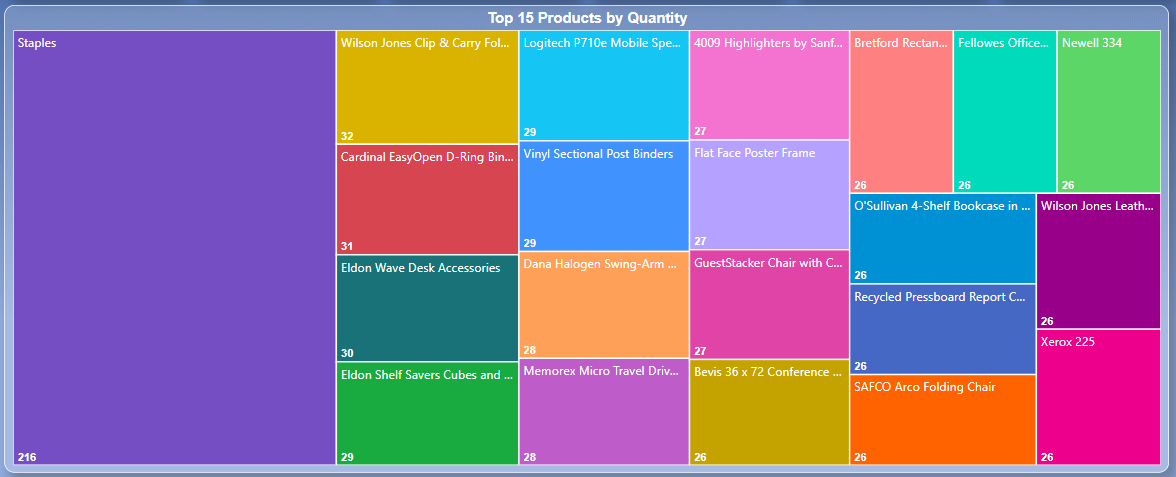 Top 15 Products by Quantity
Staples
216
Wilson Jones Clip & Carry Fol...
32
Cardinal EasyOpen D-Ring Bin...
31
Eldon Wave Desk Accessories
30
Eldon Shelf Savers Cubes and ...
29
Logitech P710e Mobile Spe...
29
Vinyl Sectional Post Binders
29
Dana Halogen Swing-Arm ...
28
Memorex Micro Travel Driv...
28
4009 Highlighters by Sanf...
27
Flat Face Poster Frame
27
GuestStacker Chair with C...
27
Bevis 36 x 72 Conference ...
26
Bretford Rectan...
26
Fellowes Office...
26
Newell 334
26
O'Sullivan 4-Shelf Bookcase in ...
26
Recycled Pressboard Report C...
26
SAFCO Arco Folding Chair
26
Wilson Jones Leath...
26
Xerox 225
26